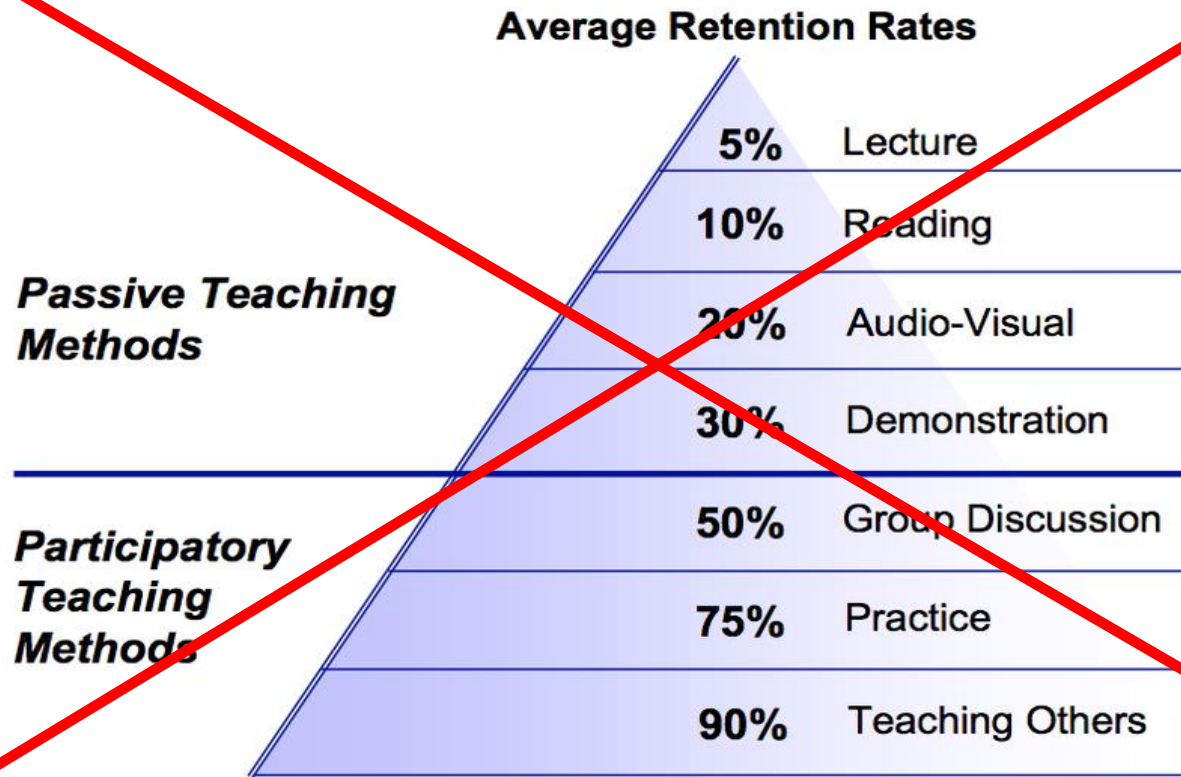 Average Retention Rates
5% Lecture
10% Reading
Passive Teaching
Methods
20% Audio-Visual
30% Demonstration
50% Group Discussion
Participatory
Teaching
Methods
75% Practice
90% Teaching Others